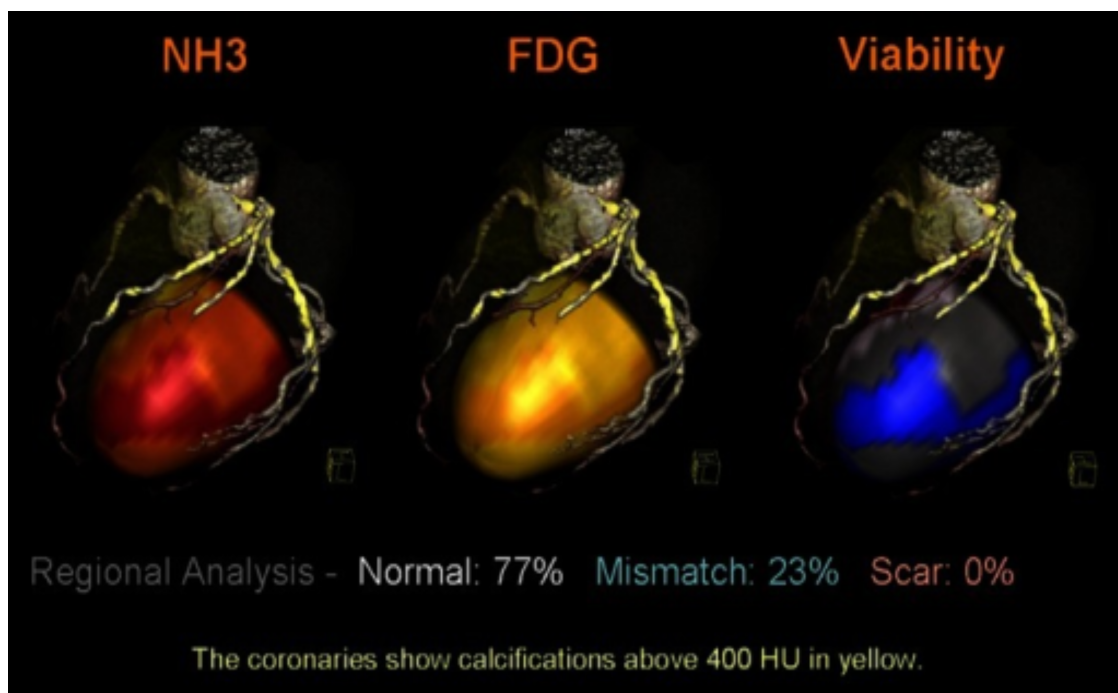 NH3 FDG Viability
Regional Analysis - Normal: 77% Mismatch: 23% Scar: 0%
The coronaries show calcifications above 400 HU in yellow.